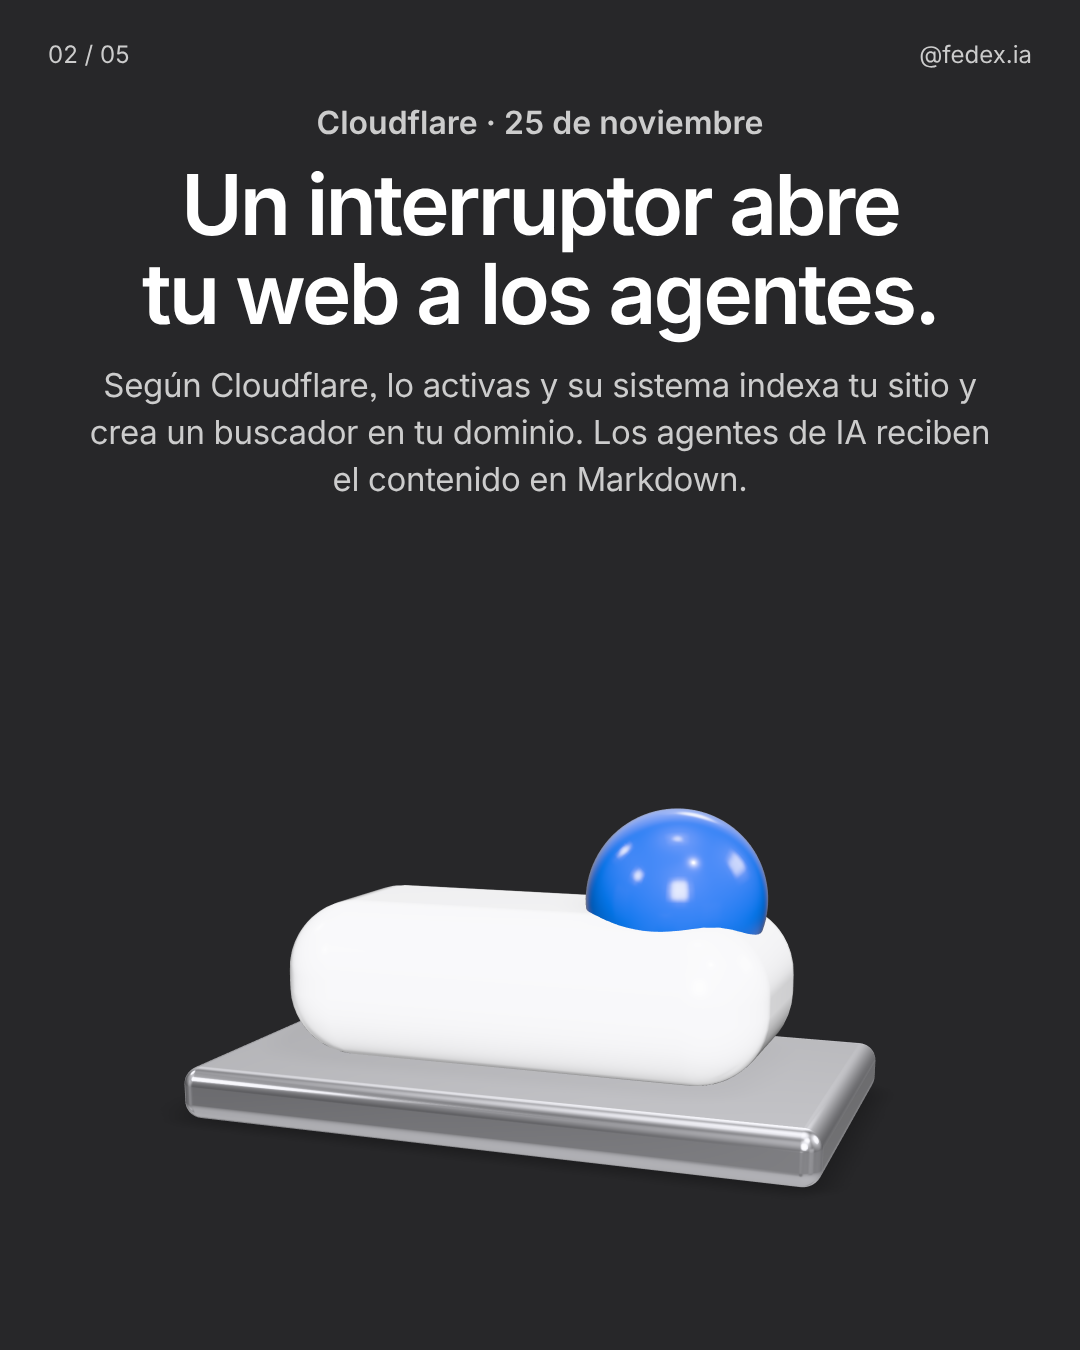 02 / 05
@fedex.ia
Cloudflare · 25 de noviembre
Un interruptor abre
tu web a los agentes.
Según Cloudflare, lo activas y su sistema indexa tu sitio y
crea un buscador en tu dominio. Los agentes de IA reciben
el contenido en Markdown.